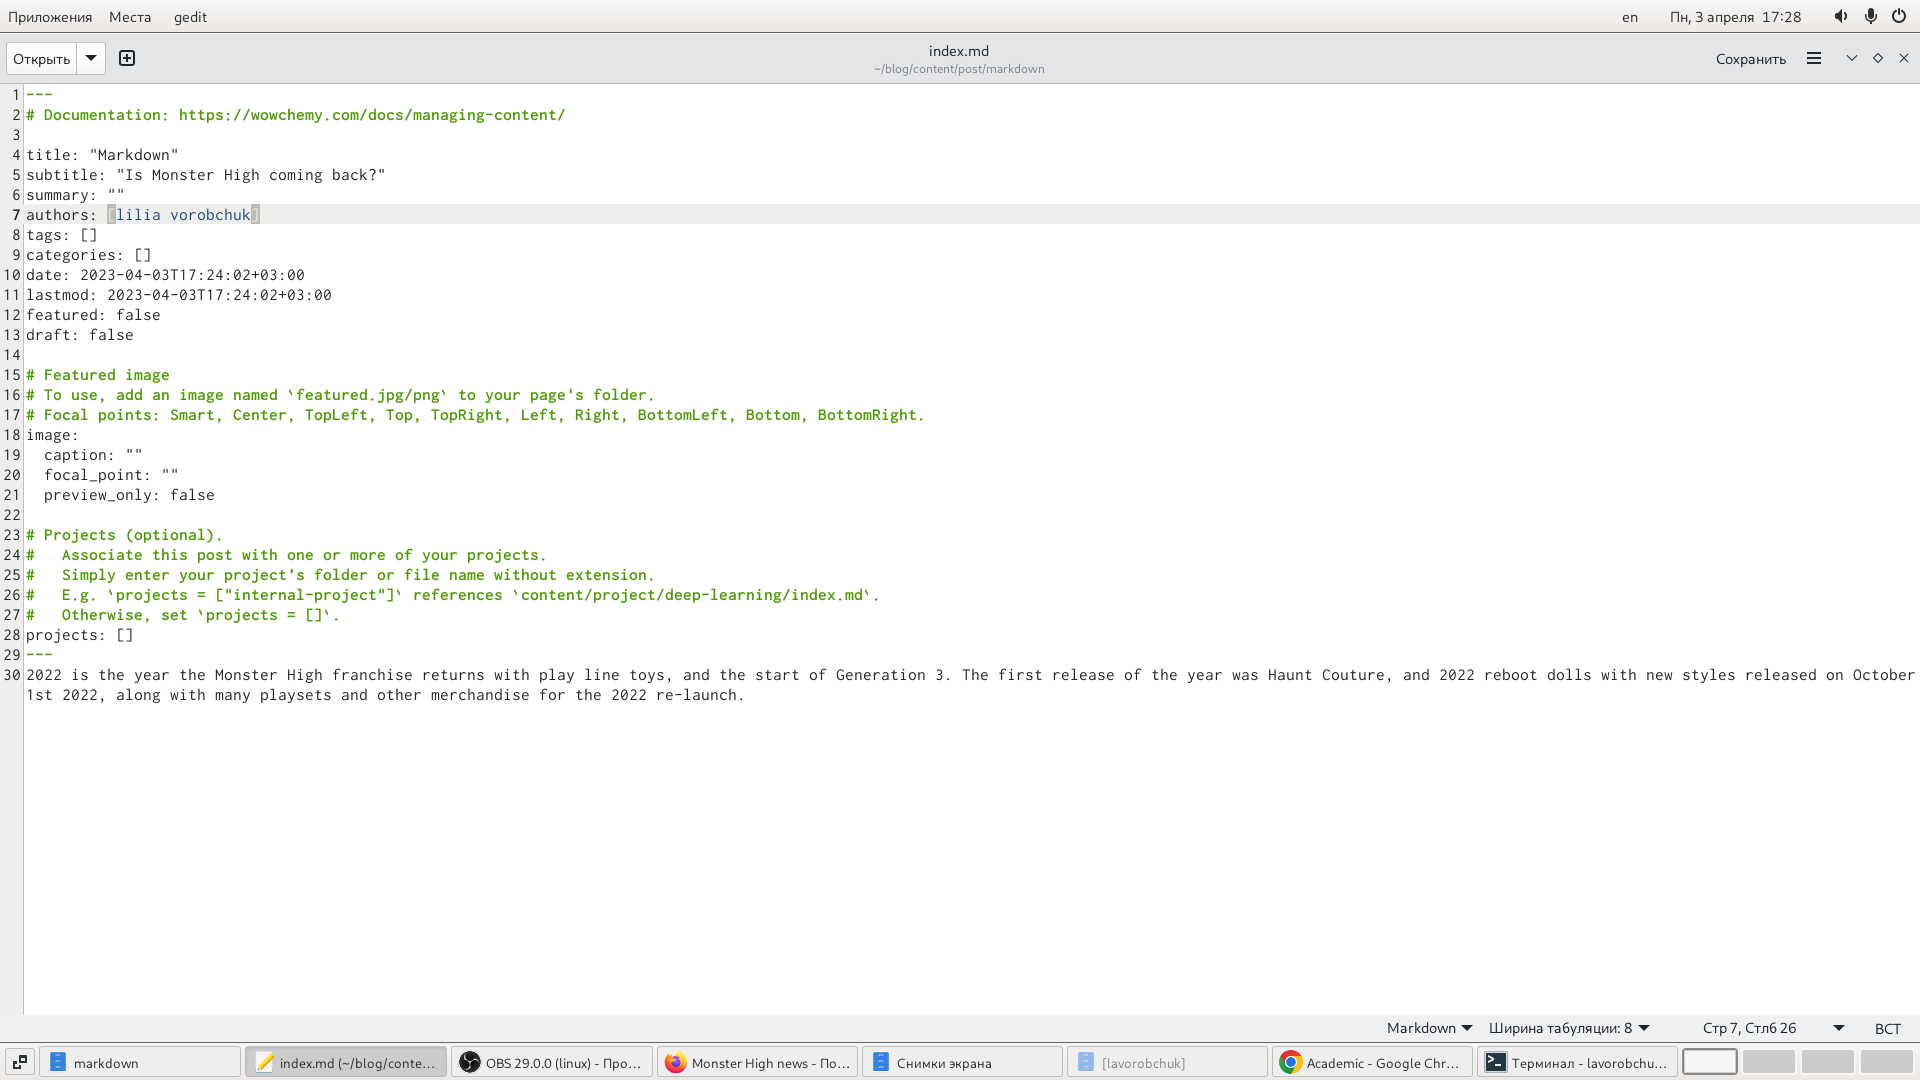 Приложения Места gedit en Пн, 3 апреля 17:28
Открыть index.md Сохранить
~/blog/content/post/markdown
1 ---
2 # Documentation: https://wowchemy.com/docs/managing-content/
3
4 title: "Markdown"
5 subtitle: "Is Monster High coming back?"
6 summary: ""
7 authors: [lilia vorobchuk]
8 tags: []
9 categories: []
10 date: 2023-04-03T17:24:02+03:00
11 lastmod: 2023-04-03T17:24:02+03:00
12 featured: false
13 draft: false
14
15 # Featured image
16 # To use, add an image named `featured.jpg/png` to your page's folder.
17 # Focal points: Smart, Center, TopLeft, Top, TopRight, Left, Right, BottomLeft, Bottom, BottomRight.
18 image:
19   caption: ""
20   focal_point: ""
21   preview_only: false
22
23 # Projects (optional).
24 #   Associate this post with one or more of your projects.
25 #   Simply enter your project's folder or file name without extension.
26 #   E.g. `projects = ["internal-project"]` references `content/project/deep-learning/index.md`.
27 #   Otherwise, set `projects = []`.
28 projects: []
29 ---
30 2022 is the year the Monster High franchise returns with play line toys, and the start of Generation 3. The first release of the year was Haunt Couture, and 2022 reboot dolls with new styles released on October
1st 2022, along with many playsets and other merchandise for the 2022 re-launch.
Markdown Ширина табуляции: 8 Стр 7, Стлб 26 ВСТ
markdown index.md (~/blog/conte... OBS 29.0.0 (linux) - Про... Monster High news - По... Снимки экрана [lavorobchuk] Academic - Google Chr... Терминал - lavorobchu...